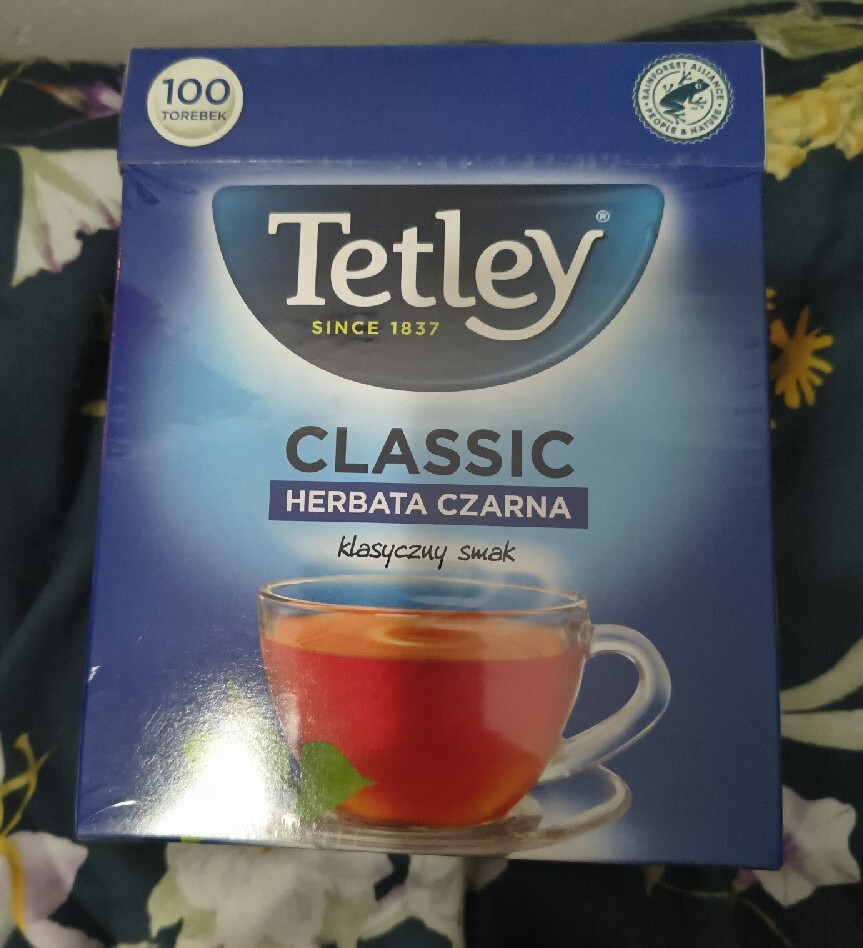 100
TOREBEK
RAINFOREST ALLIANCE
PEOPLE & NATURE
Tetley®
SINCE 1837
CLASSIC
HERBATA CZARNA
klasyczny smak